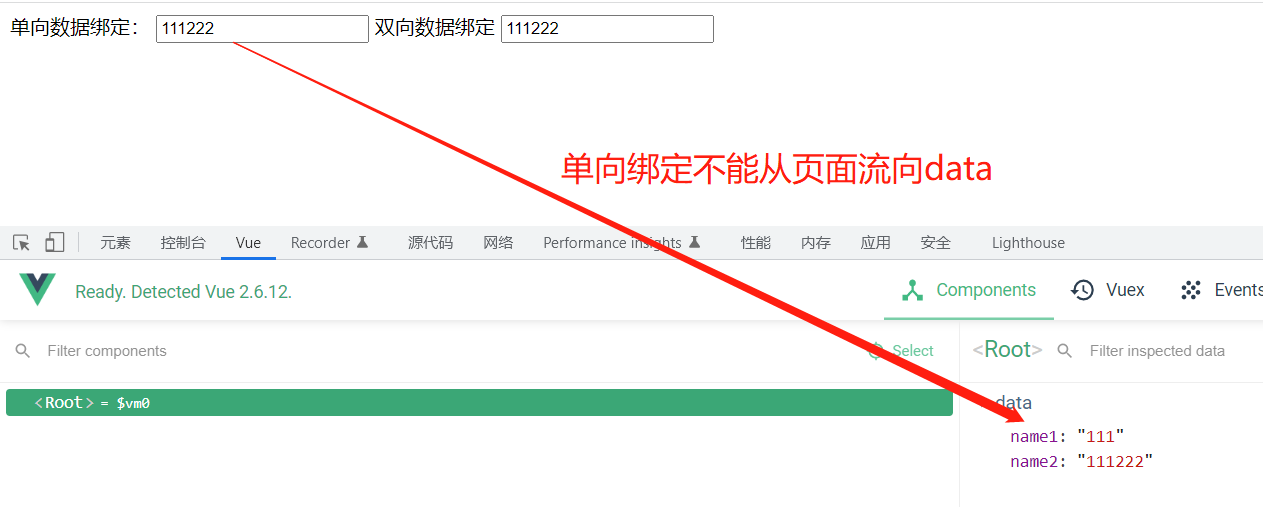 单向数据绑定： 111222 双向数据绑定 111222
单向绑定不能从页面流向data
元素 控制台 Vue Recorder 源代码 网络 Performance insights 性能 内存 应用 安全 Lighthouse
Ready. Detected Vue 2.6.12. Components Vuex Events
Filter components Select <Root> Filter inspected data
<Root> = $vm0
data
name1: "111"
name2: "111222"